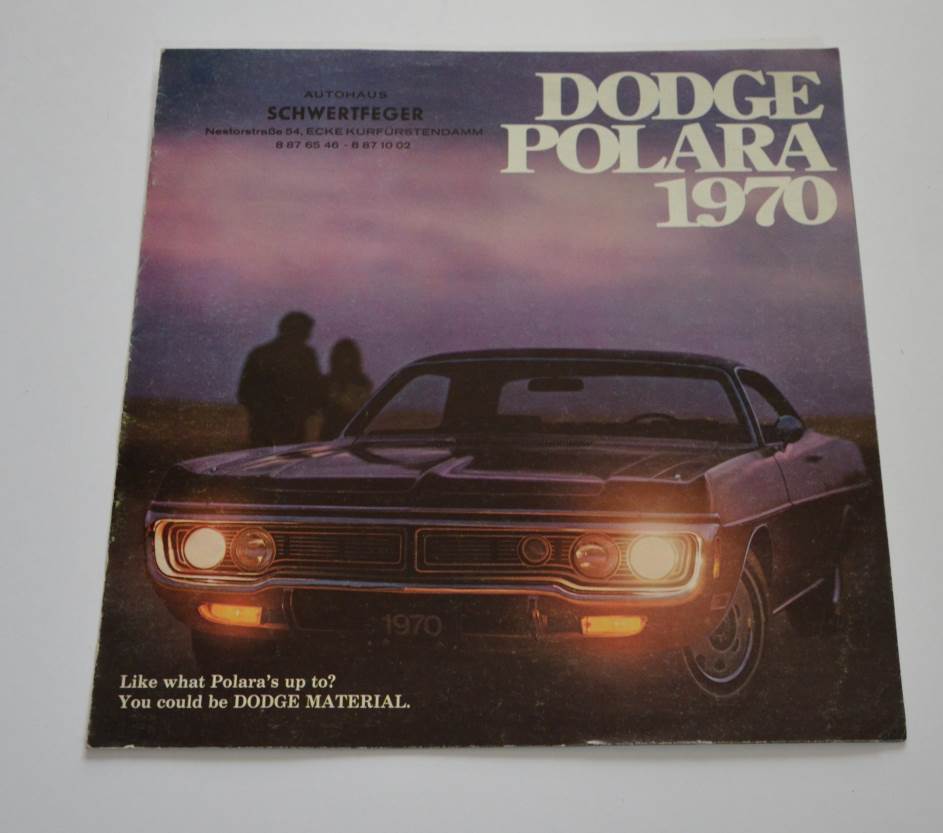 AUTOHAUS
SCHWERTFEGER
Nestorstraße 54, ECKE KURFÜRSTENDAMM
8 87 65 46 - 8 87 10 02
DODGE
POLARA
1970
1970
Like what Polara's up to?
You could be DODGE MATERIAL.